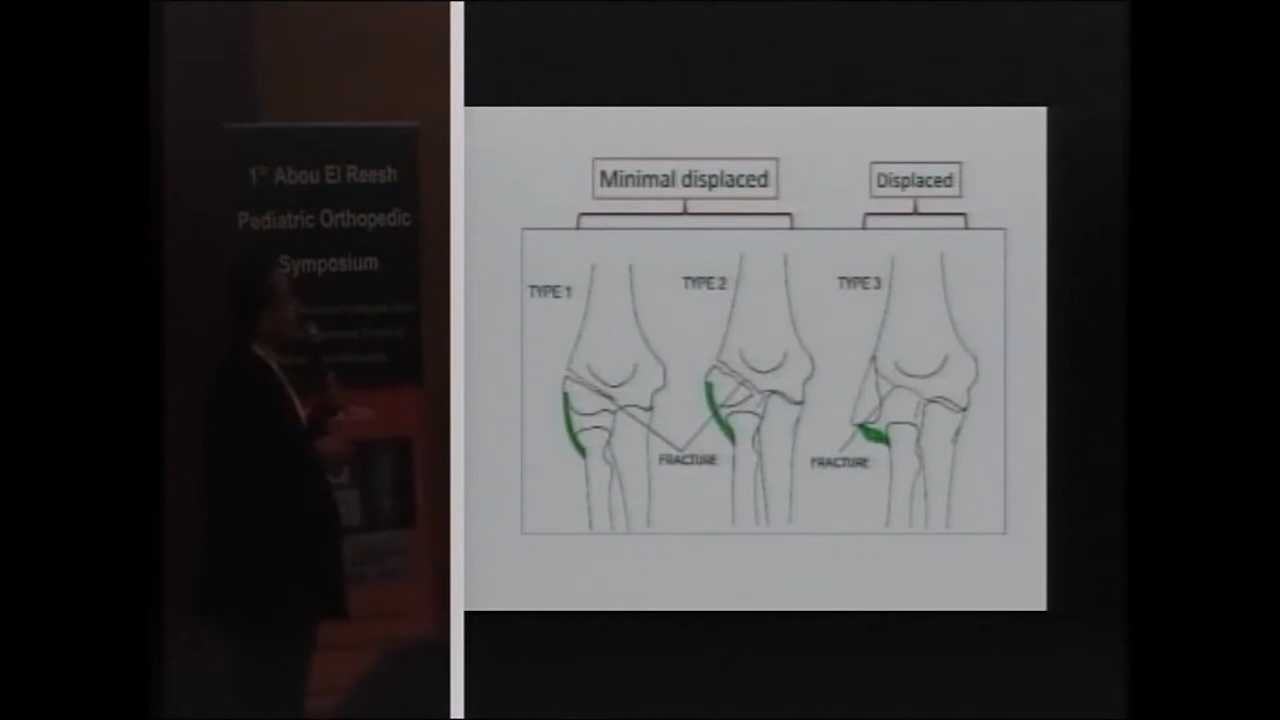 1st Abou El Reesh
Pediatric Orthopedic
Symposium
Minimal displaced
Displaced
TYPE 1
TYPE 2
TYPE 3
FRACTURE
FRACTURE